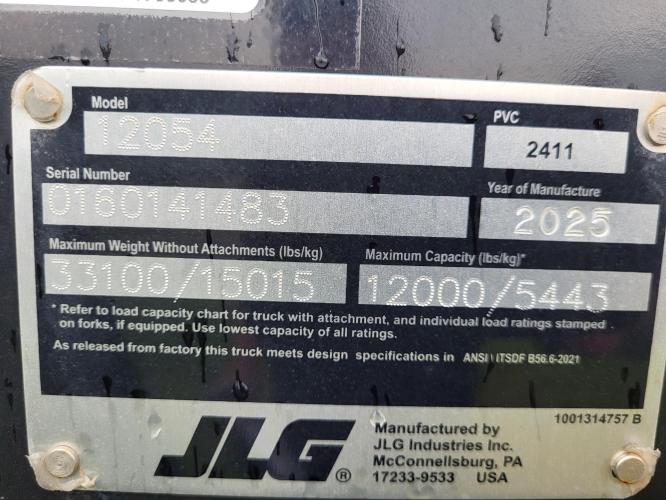 Model
PVC
12054
2411
Serial Number
Year of Manufacture
0160141483
2025
Maximum Weight Without Attachments (lbs/kg)
Maximum Capacity (lbs/kg)*
33100/15015
12000/5443
* Refer to load capacity chart for truck with attachment, and individual load ratings stamped
on forks, if equipped. Use lowest capacity of all ratings.
As released from factory this truck meets design specifications in ANSI \ ITSDF B56.6-2021
JLG®
1001314757 B
Manufactured by
JLG Industries Inc.
McConnellsburg, PA
17233-9533 USA